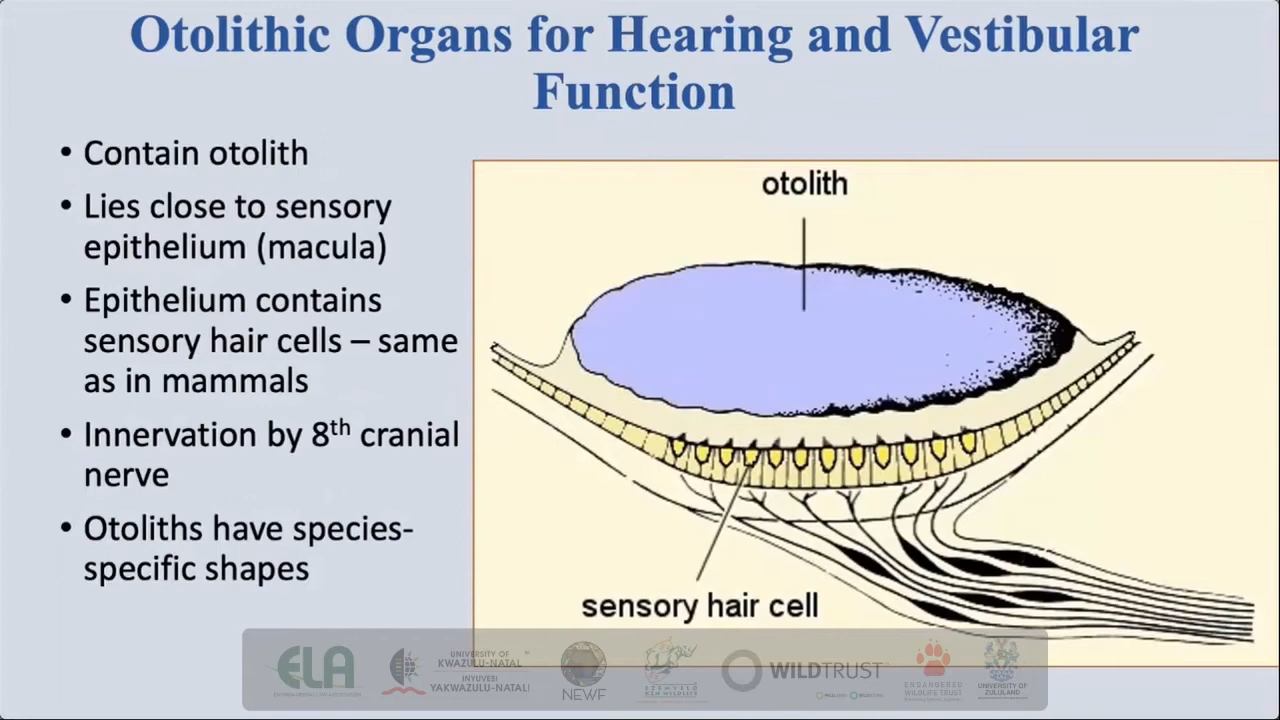 Otolithic Organs for Hearing and Vestibular
Function
• Contain otolith
• Lies close to sensory
epithelium (macula)
• Epithelium contains
sensory hair cells – same
as in mammals
• Innervation by 8th cranial
nerve
• Otoliths have species-
specific shapes
otolith
sensory hair cell
ELA
UNIVERSITY OF
KWAZULU-NATAL
INYUVESI
YAKWAZULU-NATALI
NEWF
WILDTRUST
ENDANGERED
WILDLIFE TRUST
UNIVERSITY OF
ZULULAND